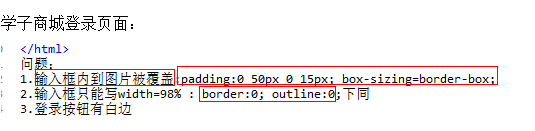 学子商城登录页面：
</html>
问题：
1.输入框内到图片被覆盖:padding:0 50px 0 15px; box-sizing=border-box;
2.输入框只能写width=98% : border:0; outline:0;下同
3.登录按钮有白边